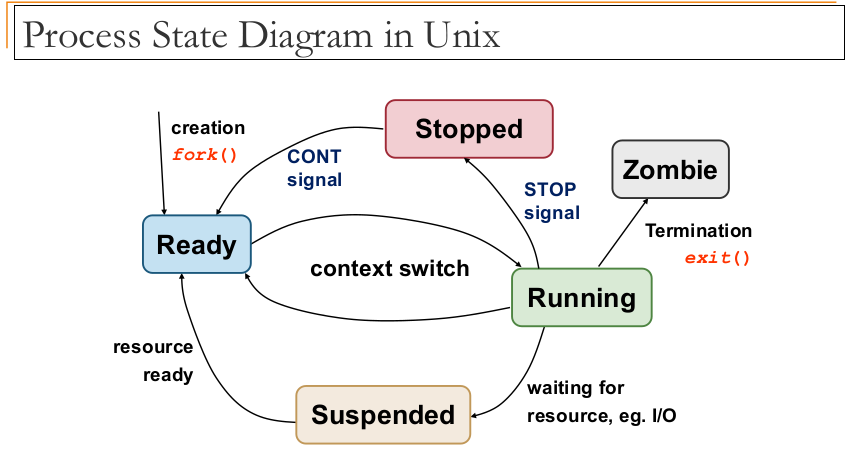 Process State Diagram in Unix
creation
fork()
CONT
signal
Stopped
STOP
signal
Zombie
Termination
exit()
Ready
context switch
Running
resource
ready
Suspended
waiting for
resource, eg. I/O